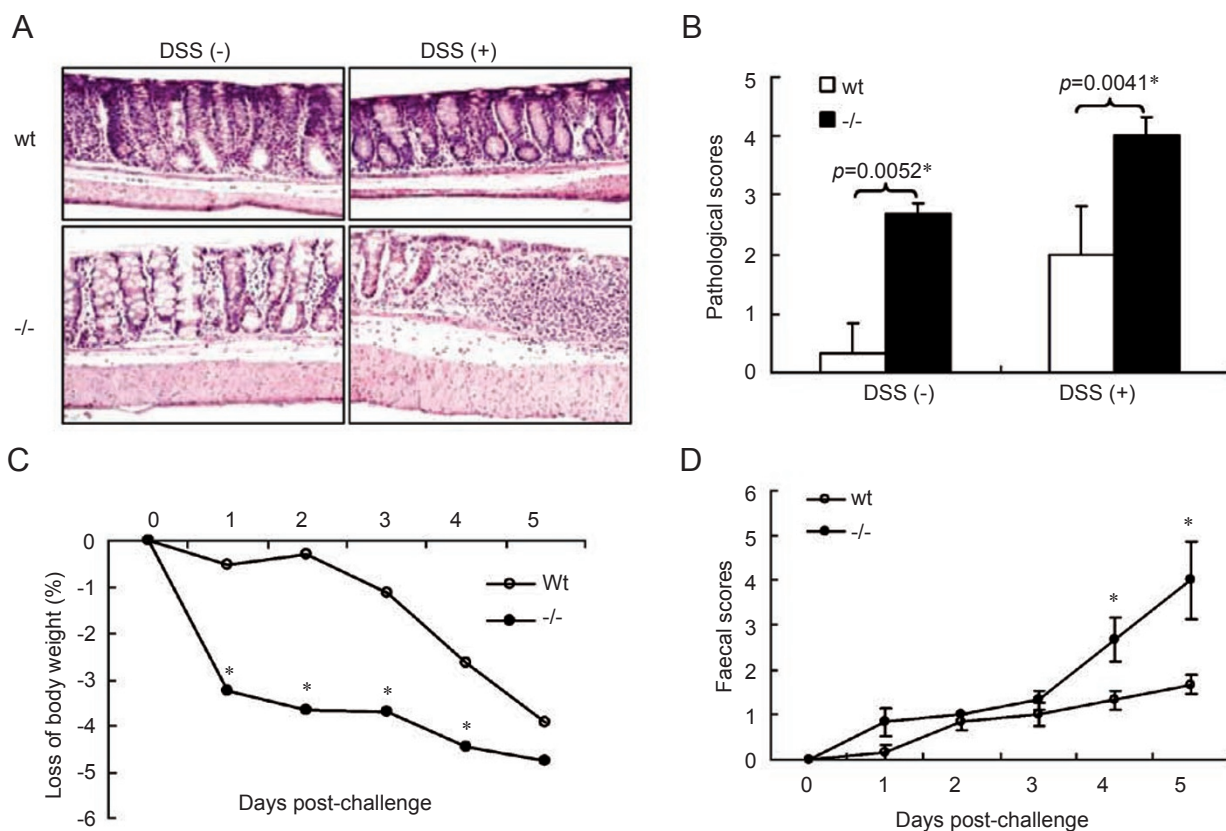 A
DSS (-)
DSS (+)
wt
-/-
B
Pathological scores
5
4
3
2
1
0
wt
-/-
p=0.0052*
p=0.0041*
DSS (-)
DSS (+)
C
Loss of body weight (%)
0 1 2 3 4 5
0
-1
-2
-3
-4
-5
-6
Wt
-/-
* * * *
Days post-challenge
D
Faecal scores
6
5
4
3
2
1
0
wt
-/-
* *
0 1 2 3 4 5
Days post-challenge